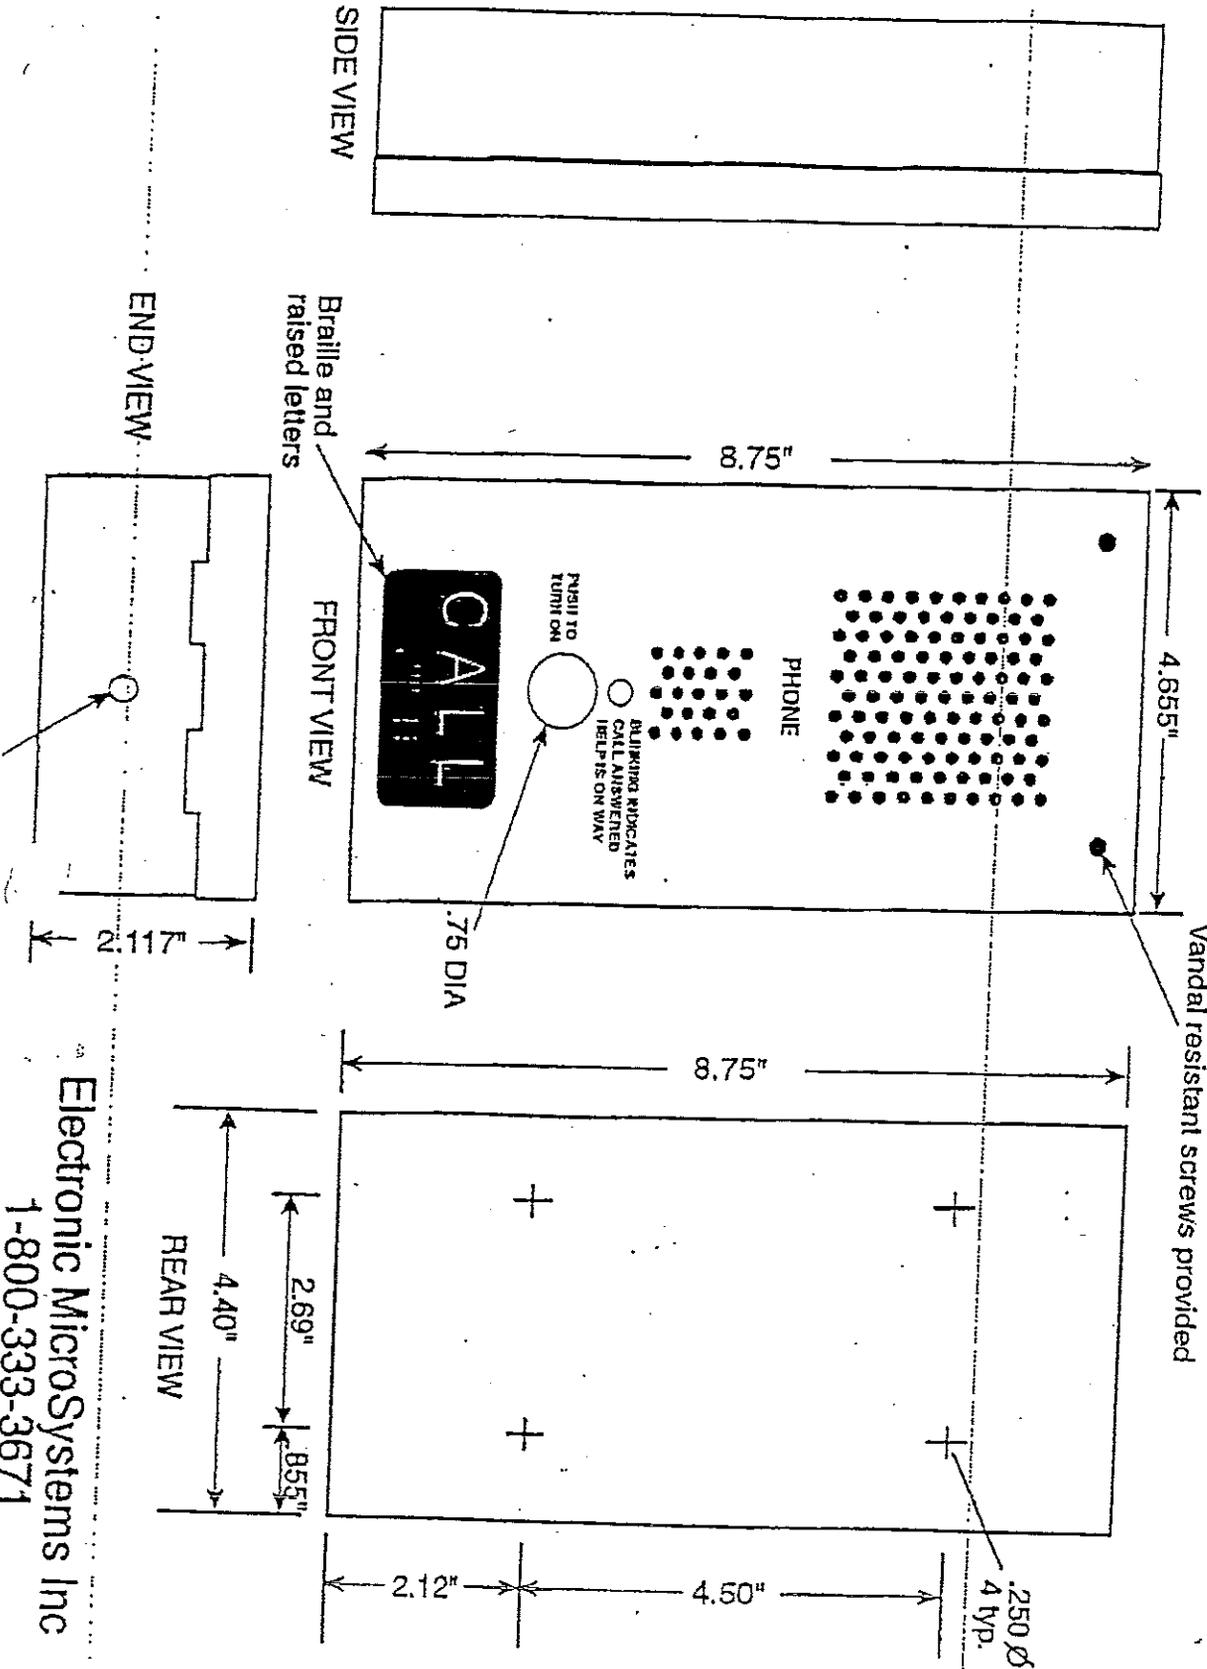 SIDE VIEW
Vandal resistant screws provided
4.655"
8.75"
PHONE
BLINKING INDICATES
CALL ANSWERED
HELP IS ON WAY
PUSH TO
TURN ON
.75 DIA
CALL
Braille and
raised letters
FRONT VIEW
END VIEW
2.117"
.250 Ø
4 typ.
8.75"
4.50"
2.12"
2.69"
.855"
4.40"
REAR VIEW
Electronic MicroSystems Inc
1-800-333-3671